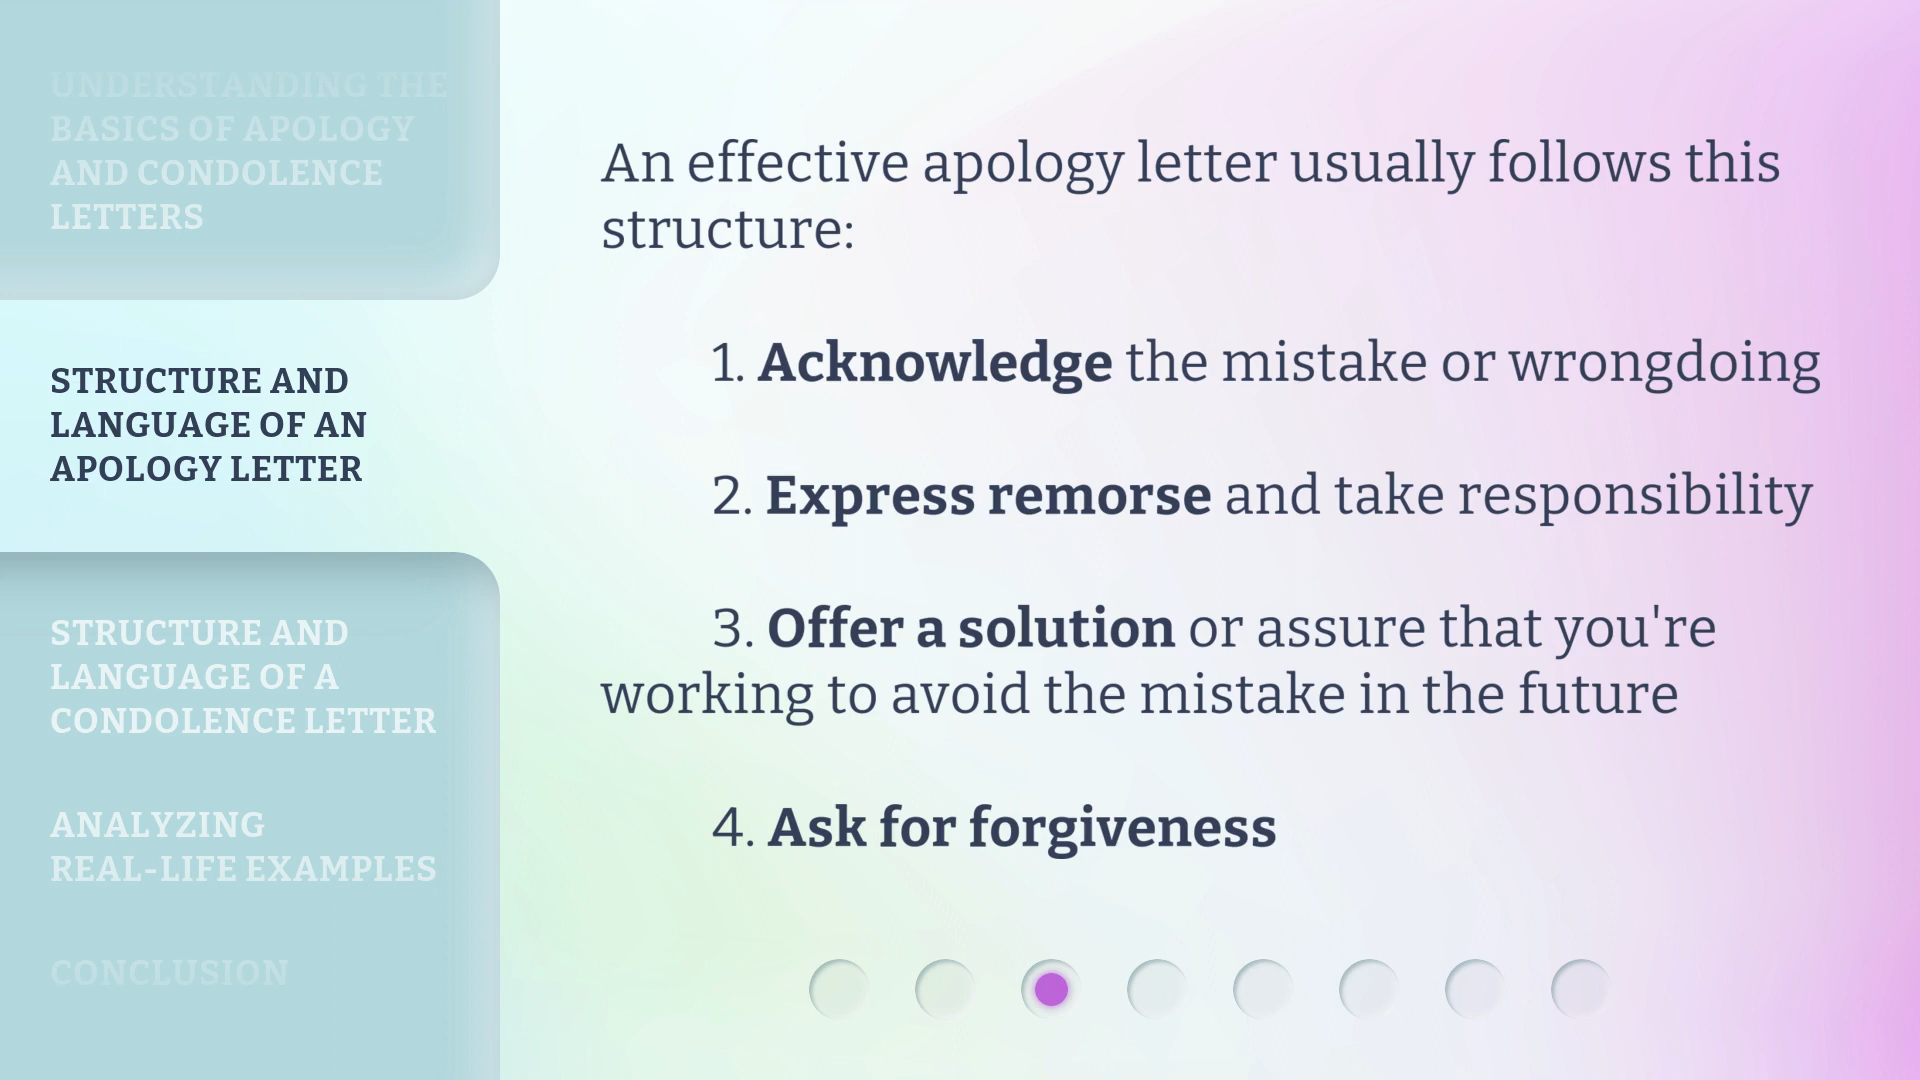 UNDERSTANDING THE
BASICS OF APOLOGY
AND CONDOLENCE
LETTERS
STRUCTURE AND
LANGUAGE OF AN
APOLOGY LETTER
STRUCTURE AND
LANGUAGE OF A
CONDOLENCE LETTER
ANALYZING
REAL-LIFE EXAMPLES
CONCLUSION
An effective apology letter usually follows this
structure:
1. Acknowledge the mistake or wrongdoing
2. Express remorse and take responsibility
3. Offer a solution or assure that you're
working to avoid the mistake in the future
4. Ask for forgiveness